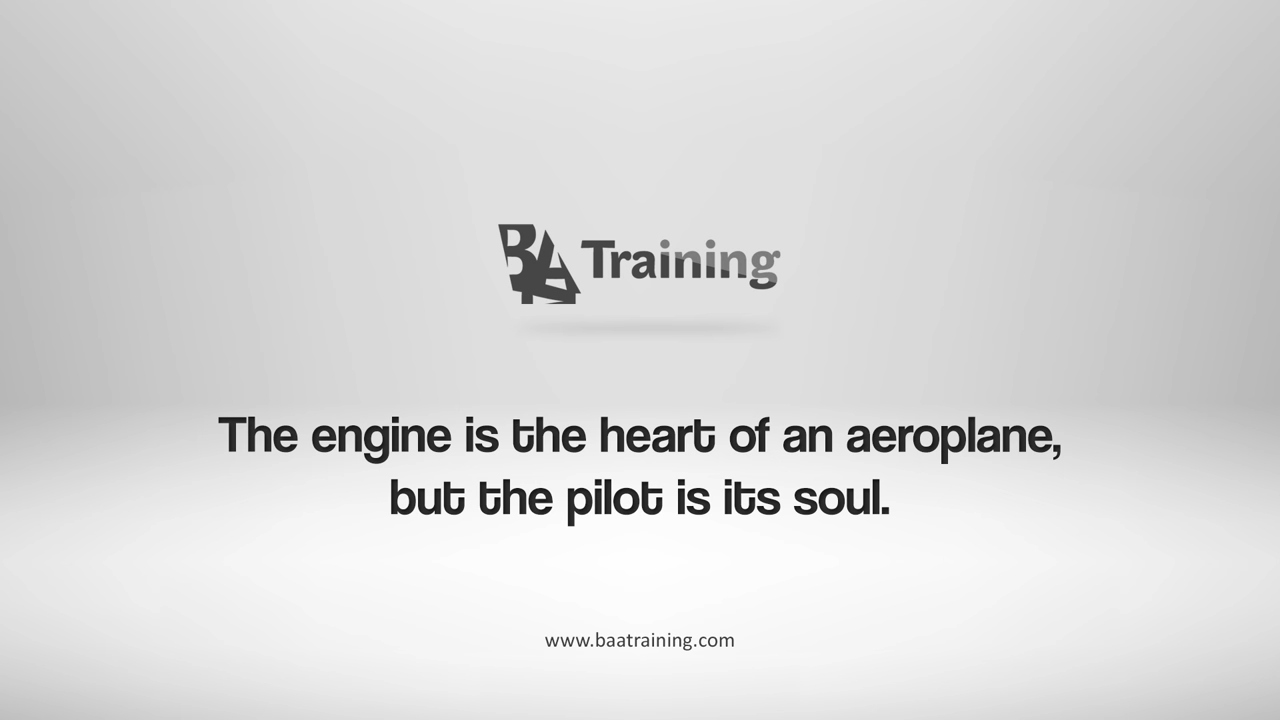 BAA Training
The engine is the heart of an aeroplane,
but the pilot is its soul.
www.baatraining.com